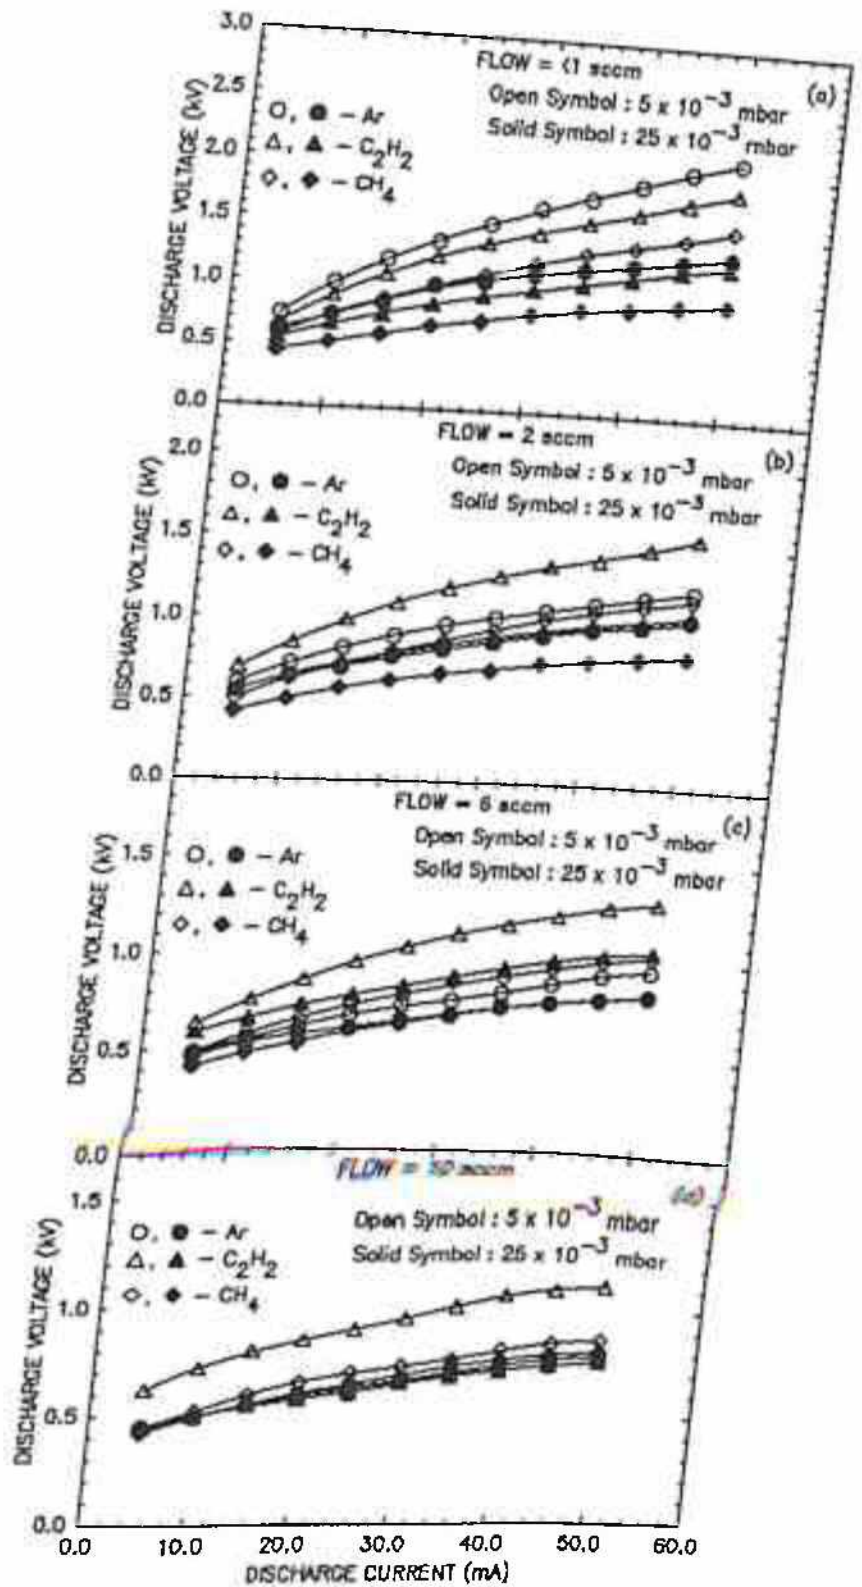 3.0
2.5
2.0
1.5
1.0
0.5
0.0
DISCHARGE VOLTAGE (kV)
FLOW = <1 sccm
(a)
Open Symbol : 5 x 10^-3 mbar
Solid Symbol : 25 x 10^-3 mbar
○, ● – Ar
△, ▲ – C2H2
◇, ◆ – CH4
2.0
1.5
1.0
0.5
0.0
DISCHARGE VOLTAGE (kV)
FLOW = 2 sccm
(b)
Open Symbol : 5 x 10^-3 mbar
Solid Symbol : 25 x 10^-3 mbar
○, ● – Ar
△, ▲ – C2H2
◇, ◆ – CH4
1.5
1.0
0.5
0.0
DISCHARGE VOLTAGE (kV)
FLOW = 6 sccm
(c)
Open Symbol : 5 x 10^-3 mbar
Solid Symbol : 25 x 10^-3 mbar
○, ● – Ar
△, ▲ – C2H2
◇, ◆ – CH4
1.5
1.0
0.5
0.0
DISCHARGE VOLTAGE (kV)
FLOW = sccm
(d)
Open Symbol : 5 x 10^-3 mbar
Solid Symbol : 25 x 10^-3 mbar
○, ● – Ar
△, ▲ – C2H2
◇, ◆ – CH4
0.0 10.0 20.0 30.0 40.0 50.0 60.0
DISCHARGE CURRENT (mA)